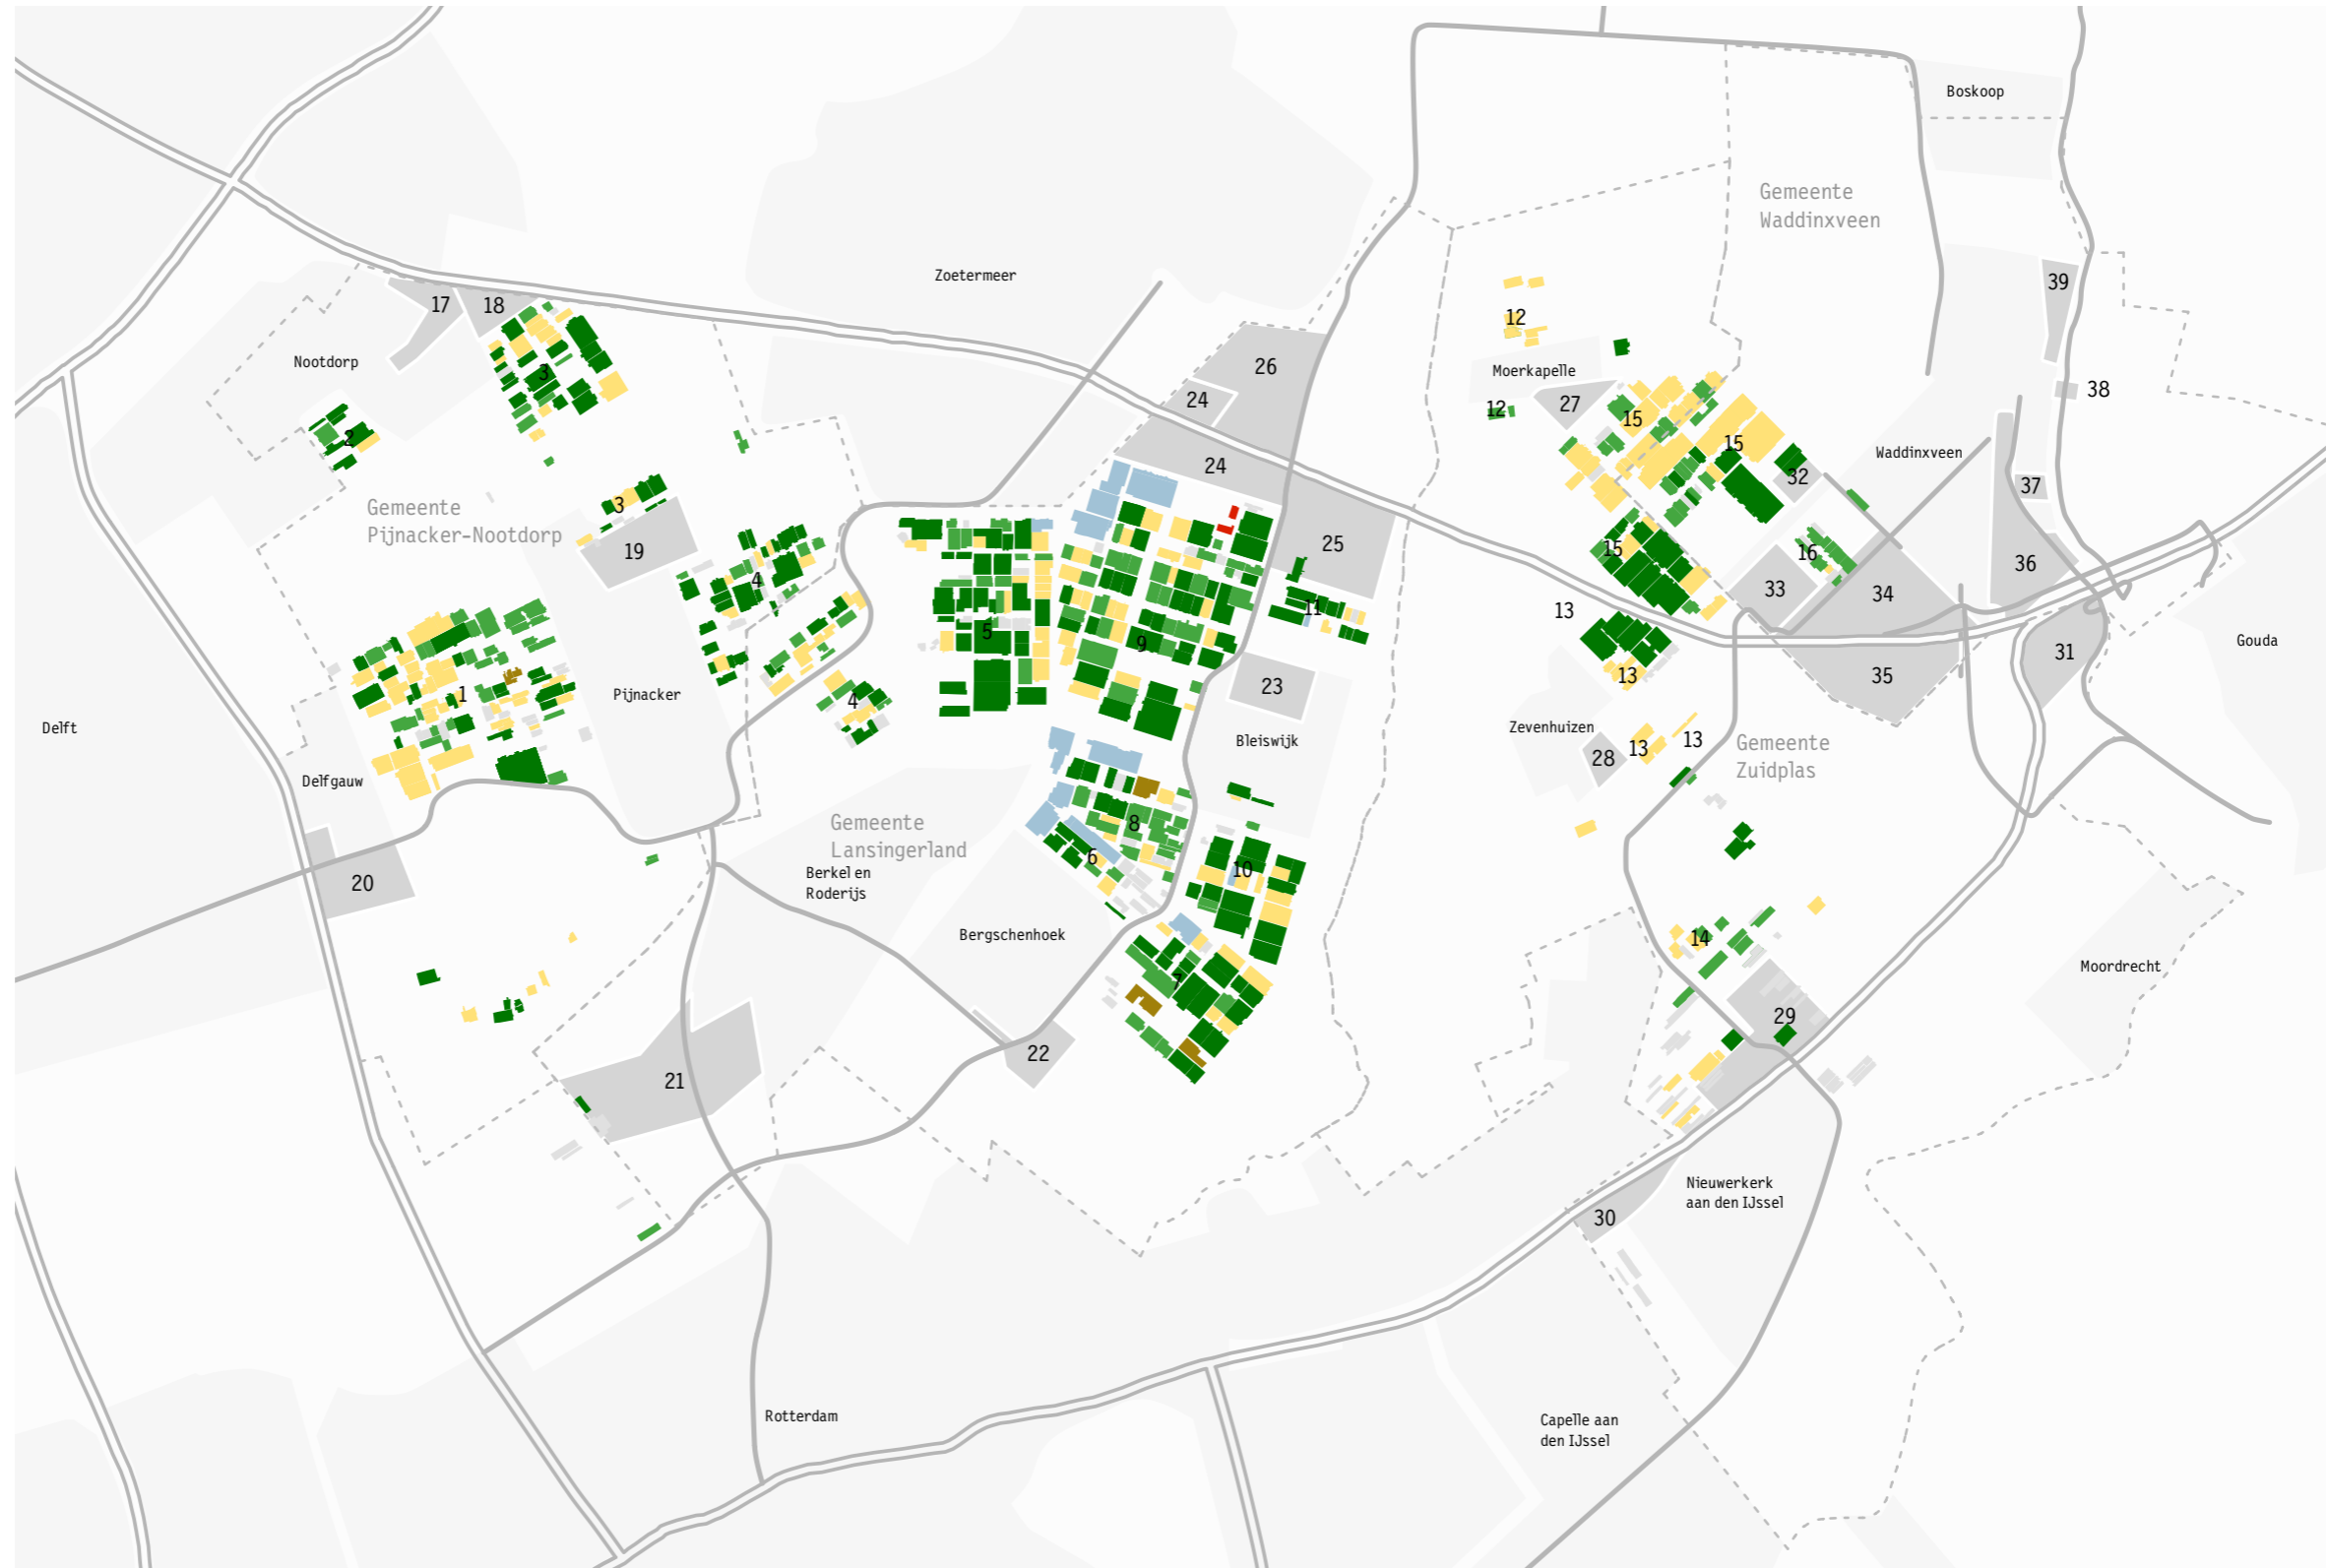 Boskoop
Gemeente
Waddinxveen
Zoetermeer
39
17
18
12
Nootdorp
26
Moerkapelle
3
24
12
27
38
15
2
15
Waddinxveen
24
32
37
Gemeente
Pijnacker-Nootdorp
3
19
25
15
16
36
4
33
34
11
13
5
9
Gouda
31
13
35
1
Pijnacker
23
4
Delft
Bleiswijk
Zevenhuizen
13
13
28
Gemeente
Zuidplas
Delfgauw
Gemeente
Lansingerland
8
6
10
Berkel en
Roderijs
20
Bergschenhoek
14
Moordrecht
7
29
22
21
Nieuwerkerk
aan den IJssel
30
Rotterdam
Capelle aan
den IJssel